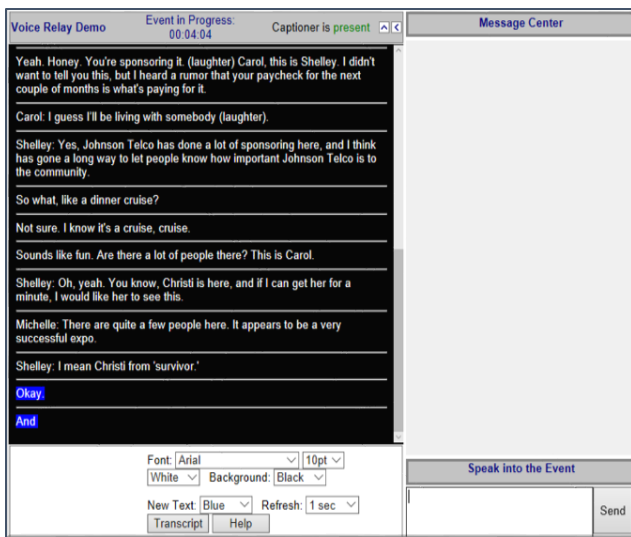 Voice Relay Demo
Event in Progress:
00:04:04
Captioner is present
Message Center
Yeah. Honey. You're sponsoring it. (laughter) Carol, this is Shelley. I didn't
want to tell you this, but I heard a rumor that your paycheck for the next
couple of months is what's paying for it.
Carol: I guess I'll be living with somebody (laughter).
Shelley: Yes, Johnson Telco has done a lot of sponsoring here, and I think
has gone a long way to let people know how important Johnson Telco is to
the community.
So what, like a dinner cruise?
Not sure. I know it's a cruise, cruise.
Sounds like fun. Are there a lot of people there? This is Carol.
Shelley: Oh, yeah. You know, Christi is here, and if I can get her for a
minute, I would like her to see this.
Michelle: There are quite a few people here. It appears to be a very
successful expo.
Shelley: I mean Christi from 'survivor.'
Okay.
And
Font: Arial 10pt
White Background: Black
New Text: Blue Refresh: 1 sec
Transcript Help
Speak into the Event
Send